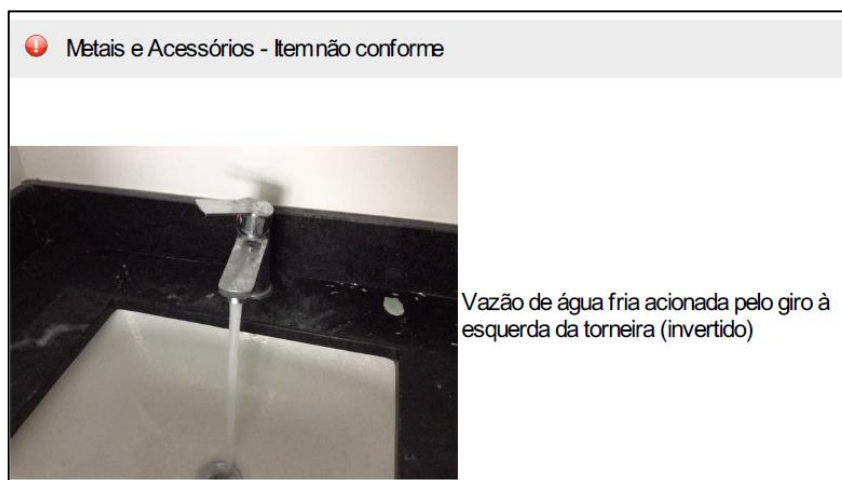 Metais e Acessórios - Item não conforme
Vazão de água fria acionada pelo giro à
esquerda da torneira (invertido)